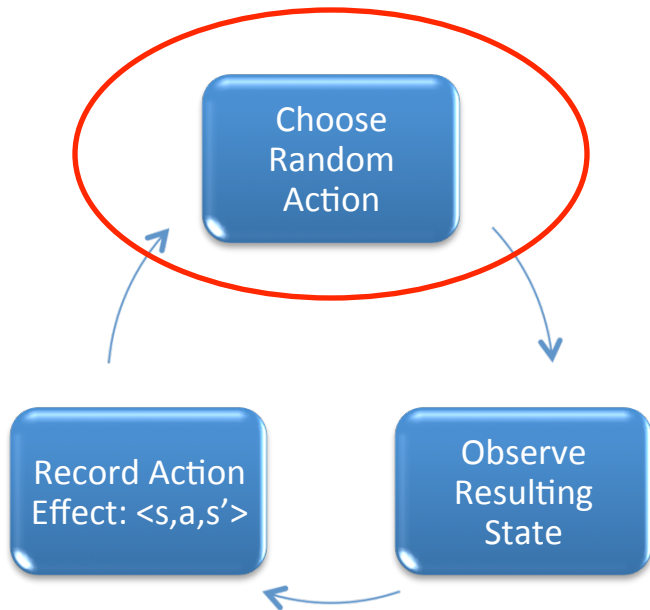 Choose
Random
Action
Observe
Resulting
State
Record Action
Effect: <s,a,s’>